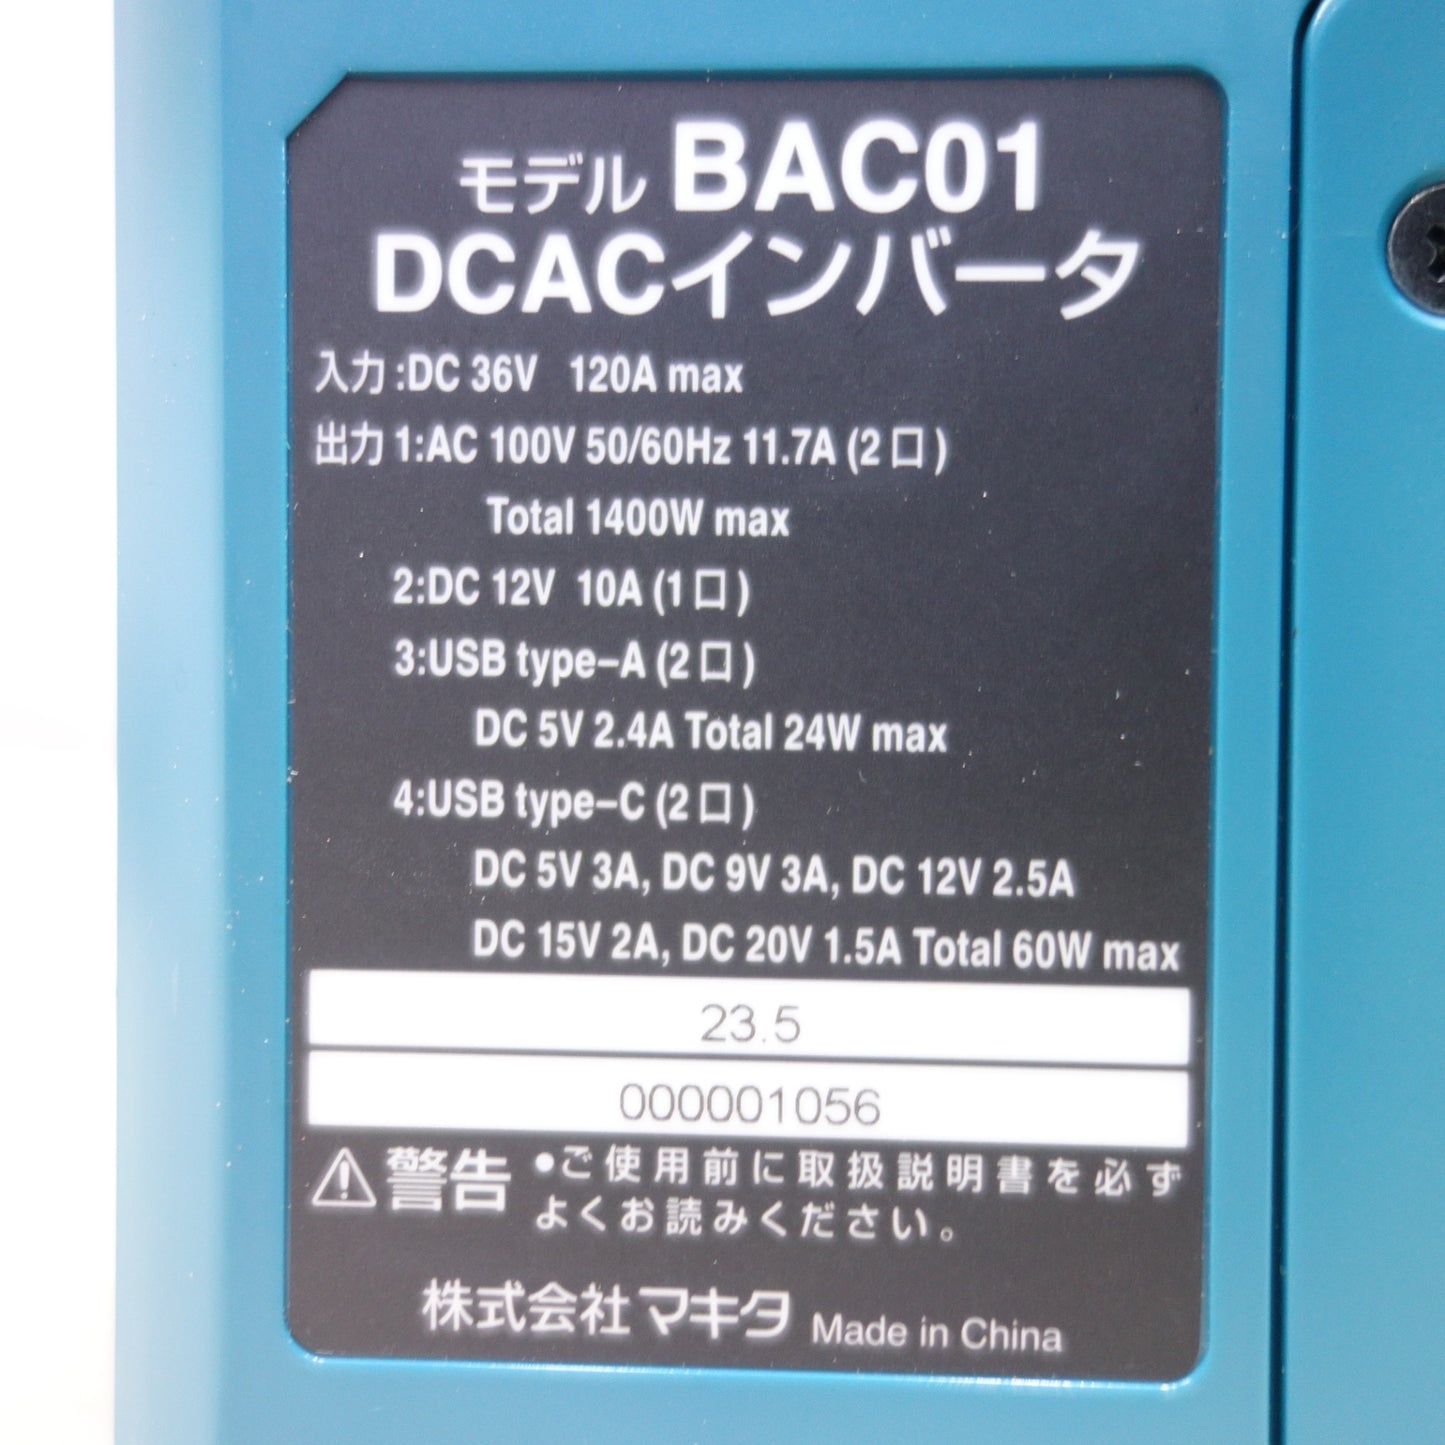 モデル BAC01
DCACインバータ
入力:DC 36V 120A max
出力 1:AC 100V 50/60Hz 11.7A (2口)
Total 1400W max
2:DC 12V 10A (1口)
3:USB type-A (2口)
DC 5V 2.4A Total 24W max
4:USB type-C (2口)
DC 5V 3A, DC 9V 3A, DC 12V 2.5A
DC 15V 2A, DC 20V 1.5A Total 60W max
23.5
000001056
警告 ●ご使用前に取扱説明書を必ず
よくお読みください。
株式会社マキタ Made in China